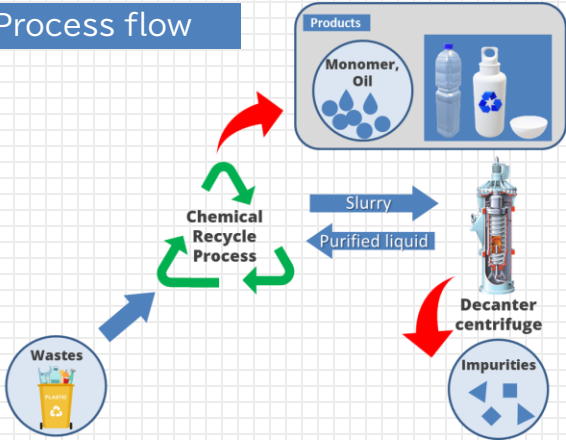 Process flow
Products
Monomer,
Oil
Slurry
Chemical
Recycle
Process
Purified liquid
Decanter
centrifuge
Wastes
PLASTIC
Impurities